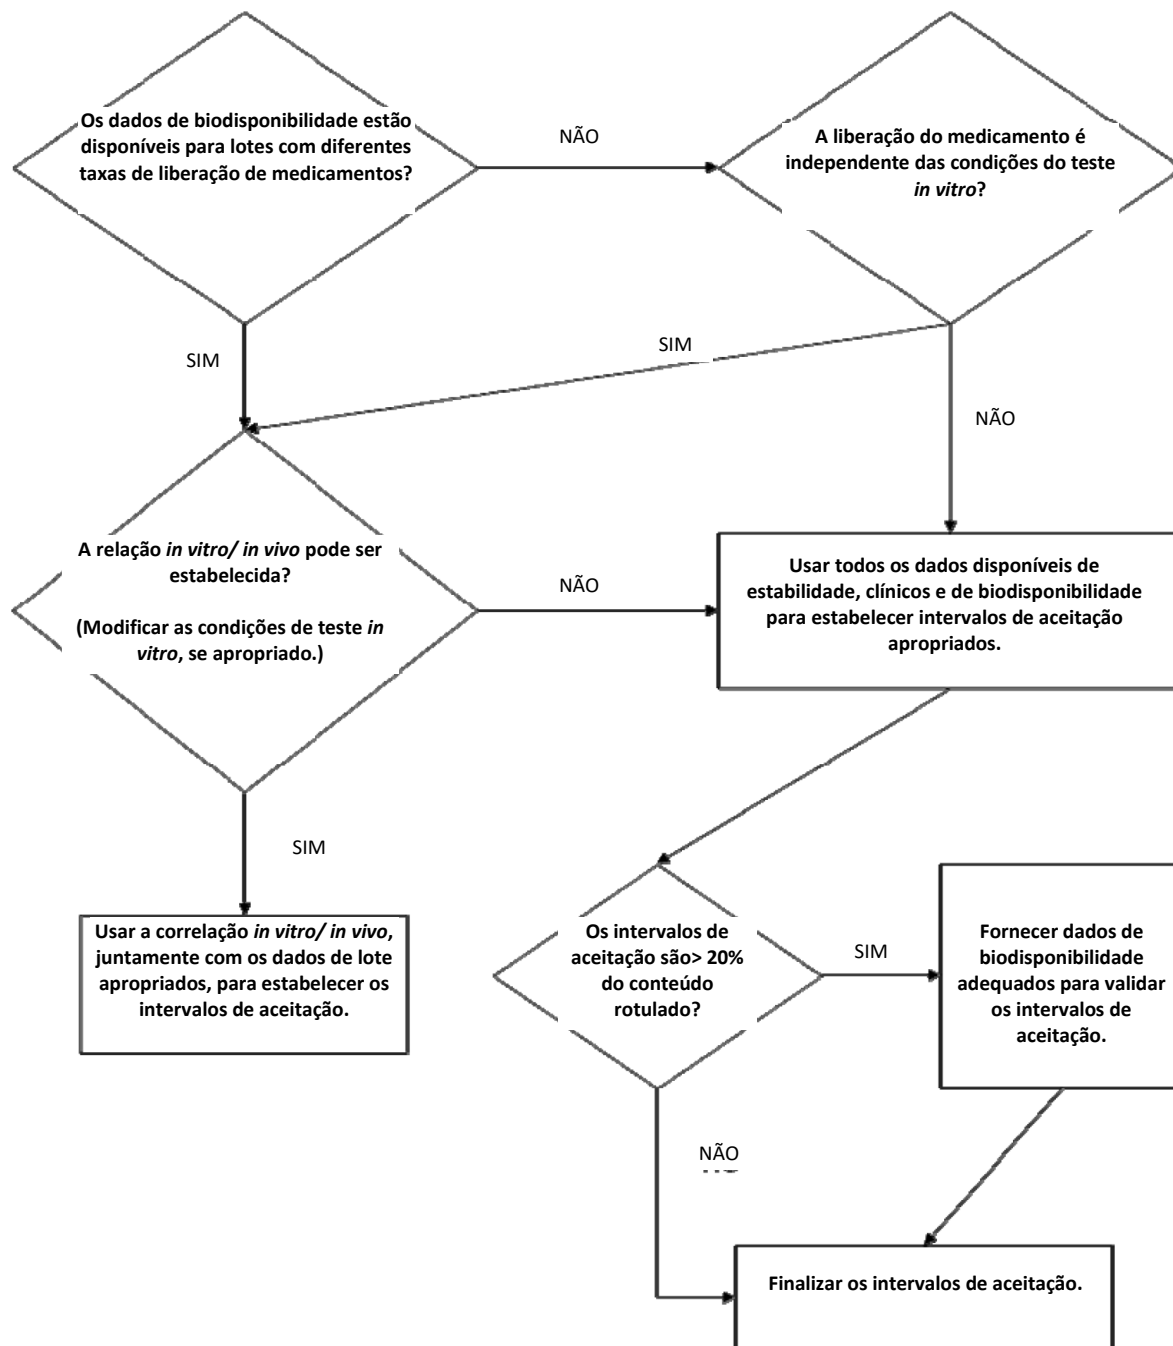 Os dados de biodisponibilidade estão
disponíveis para lotes com diferentes
taxas de liberação de medicamentos?
NÃO
A liberação do medicamento é
independente das condições do teste
in vitro?
SIM
SIM
NÃO
A relação in vitro/ in vivo pode ser
estabelecida?
(Modificar as condições de teste in
vitro, se apropriado.)
NÃO
Usar todos os dados disponíveis de
estabilidade, clínicos e de biodisponibilidade
para estabelecer intervalos de aceitação
apropriados.
SIM
Usar a correlação in vitro/ in vivo,
juntamente com os dados de lote
apropriados, para estabelecer os
intervalos de aceitação.
Os intervalos de
aceitação são> 20%
do conteúdo
rotulado?
SIM
Fornecer dados de
biodisponibilidade
adequados para validar
os intervalos de
aceitação.
NÃO
Finalizar os intervalos de aceitação.